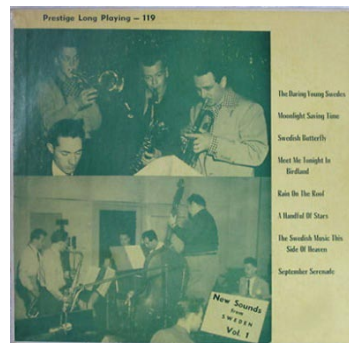 Prestige Long Playing – 119
The Daring Young Swedes
Moonlight Saving Time
Swedish Butterfly
Meet Me Tonight In
Birdland
Rain On The Roof
A Handful Of Stars
The Swedish Music This
Side Of Heaven
September Serenade
New Sounds
from
SWEDEN
Vol. 1